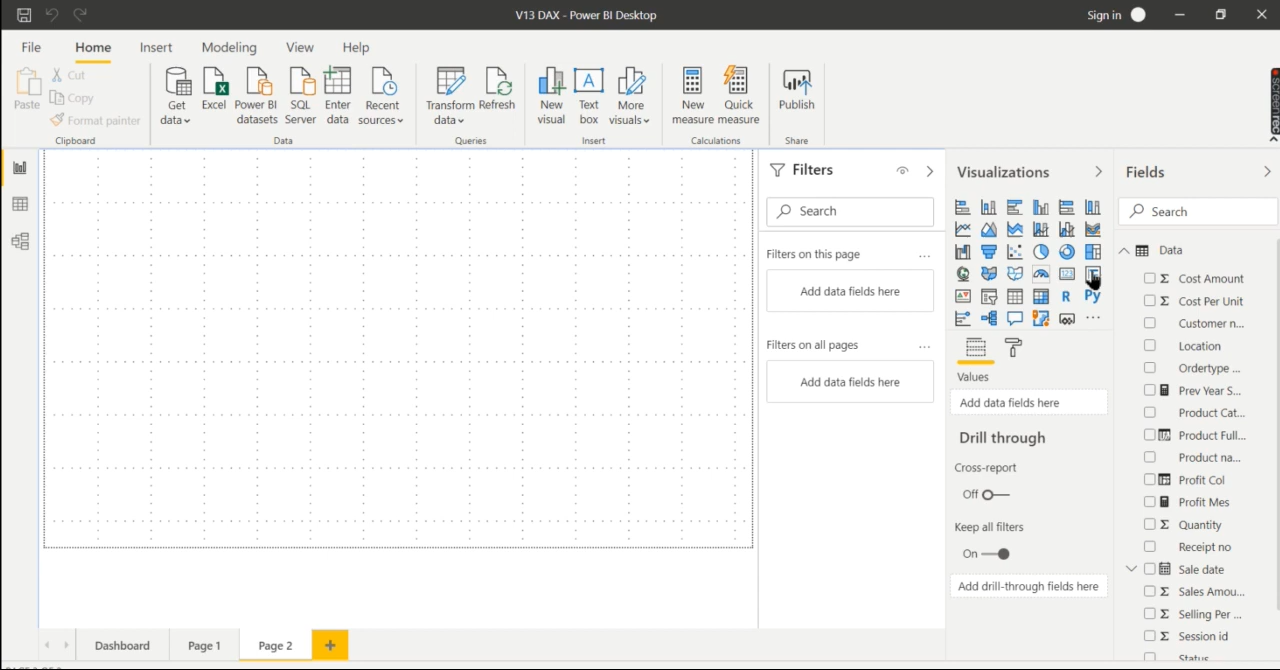 V13 DAX - Power BI Desktop
Sign in
File
Home
Insert
Modeling
View
Help
Paste
Cut
Copy
Format painter
Clipboard
Get data
Excel
Power BI datasets
SQL Server
Enter data
Recent sources
Data
Transform data
Refresh
Queries
New visual
Text box
More visuals
Insert
New measure
Quick measure
Calculations
Publish
Share
screenrec
Filters
Search
Filters on this page
...
Add data fields here
Filters on all pages
...
Add data fields here
Visualizations
R
Py
...
Values
Add data fields here
Drill through
Cross-report
Off
Keep all filters
On
Add drill-through fields here
Fields
Search
Data
Σ Cost Amount
Σ Cost Per Unit
Customer n...
Location
Ordertype ...
Prev Year S...
Product Cat...
Product Full...
Product na...
Profit Col
Profit Mes
Σ Quantity
Receipt no
Sale date
Σ Sales Amou...
Σ Selling Per ...
Σ Session id
Status
Dashboard
Page 1
Page 2
+